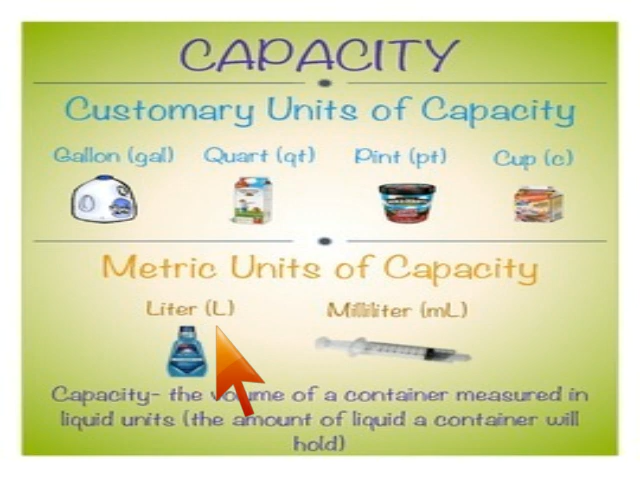 CAPACITY
Customary Units of Capacity
Gallon (gal) Quart (qt) Pint (pt) Cup (c)
Metric Units of Capacity
Liter (L) Milliliter (mL)
Capacity- the volume of a container measured in
liquid units (the amount of liquid a container will
hold)